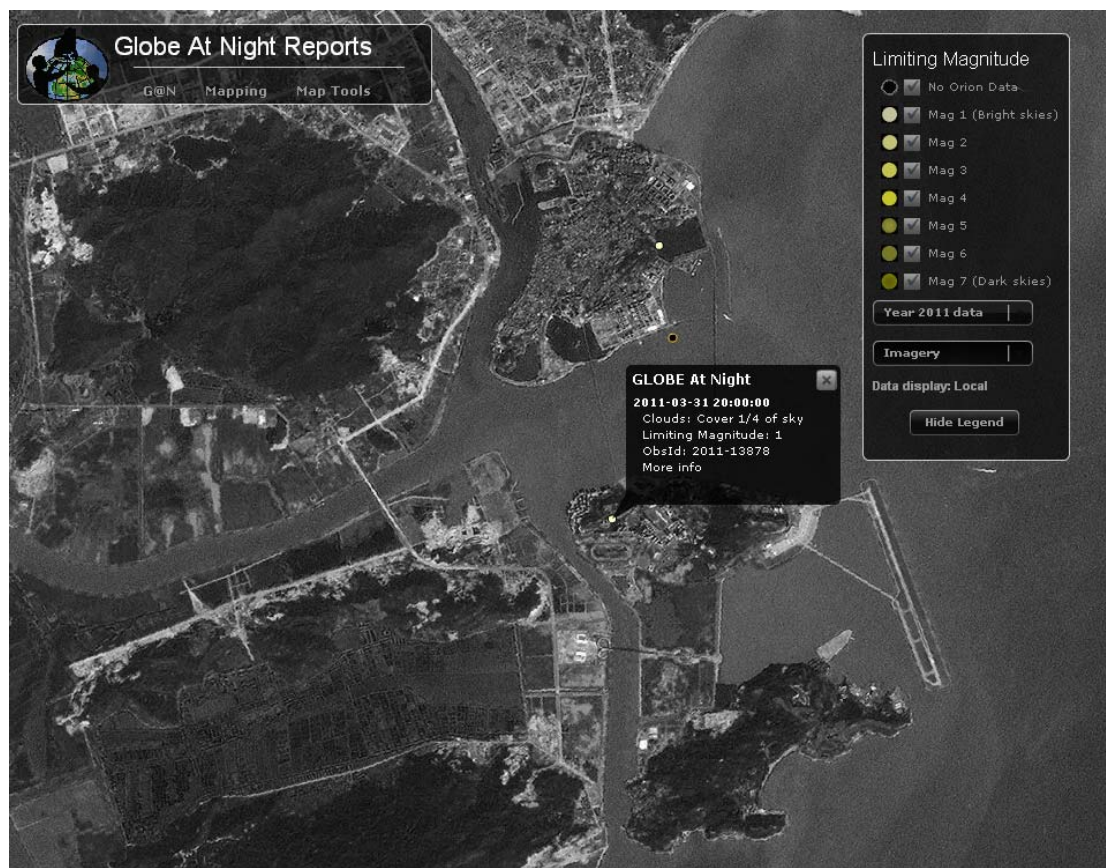 Globe At Night Reports
G@N Mapping Map Tools
Limiting Magnitude
No Orion Data
Mag 1 (Bright skies)
Mag 2
Mag 3
Mag 4
Mag 5
Mag 6
Mag 7 (Dark skies)
Year 2011 data
Imagery
Data display: Local
Hide Legend
GLOBE At Night
2011-03-31 20:00:00
Clouds: Cover 1/4 of sky
Limiting Magnitude: 1
ObsId: 2011-13878
More info